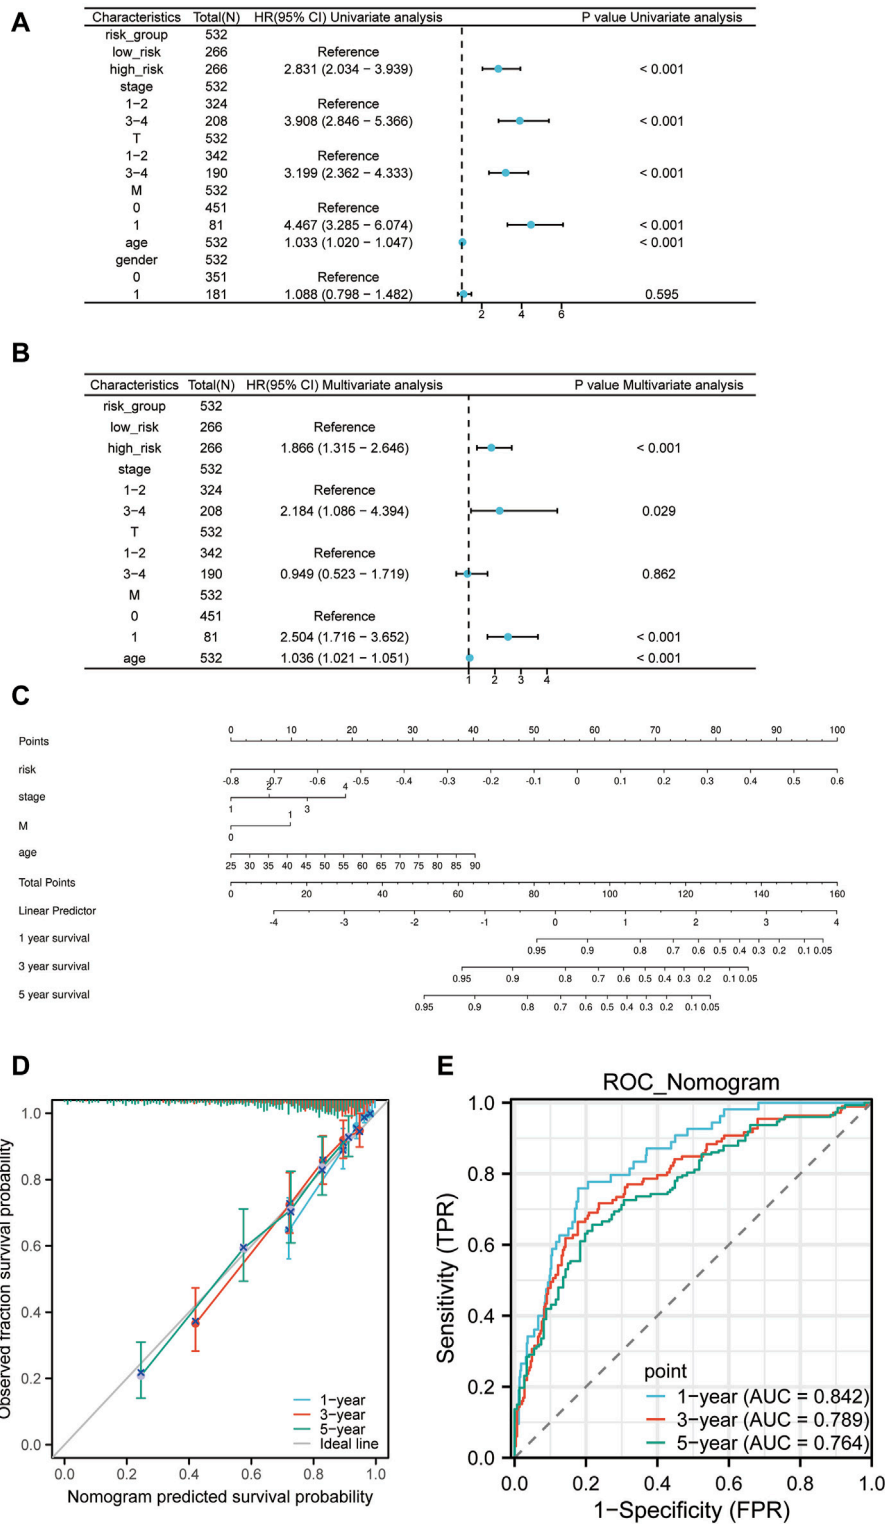 A
Characteristics Total(N) HR(95% CI) Univariate analysis P value Univariate analysis
risk_group 532
low_risk 266 Reference
high_risk 266 2.831 (2.034 − 3.939) < 0.001
stage 532
1−2 324 Reference
3−4 208 3.908 (2.846 − 5.366) < 0.001
T 532
1−2 342 Reference
3−4 190 3.199 (2.362 − 4.333) < 0.001
M 532
0 451 Reference
1 81 4.467 (3.285 − 6.074) < 0.001
age 532 1.033 (1.020 − 1.047) < 0.001
gender 532
0 351 Reference
1 181 1.088 (0.798 − 1.482) 0.595
2 4 6
B
Characteristics Total(N) HR(95% CI) Multivariate analysis P value Multivariate analysis
risk_group 532
low_risk 266 Reference
high_risk 266 1.866 (1.315 − 2.646) < 0.001
stage 532
1−2 324 Reference
3−4 208 2.184 (1.086 − 4.394) 0.029
T 532
1−2 342 Reference
3−4 190 0.949 (0.523 − 1.719) 0.862
M 532
0 451 Reference
1 81 2.504 (1.716 − 3.652) < 0.001
age 532 1.036 (1.021 − 1.051) < 0.001
1 2 3 4
C
0 10 20 30 40 50 60 70 80 90 100
Points
risk
-0.8 -0.7 -0.6 -0.5 -0.4 -0.3 -0.2 -0.1 0 0.1 0.2 0.3 0.4 0.5 0.6
2 4
stage
1 3
1
M
0
age
25 30 35 40 45 50 55 60 65 70 75 80 85 90
Total Points
0 20 40 60 80 100 120 140 160
Linear Predictor
-4 -3 -2 -1 0 1 2 3 4
1 year survival
0.95 0.9 0.8 0.7 0.6 0.5 0.4 0.3 0.2 0.1 0.05
3 year survival
0.95 0.9 0.8 0.7 0.6 0.5 0.4 0.3 0.2 0.1 0.05
5 year survival
0.95 0.9 0.8 0.7 0.6 0.5 0.4 0.3 0.2 0.1 0.05
D
Observed fraction survival probability
1.0
0.8
0.6
0.4
0.2
0.0
1−year
3−year
5−year
Ideal line
0.0 0.2 0.4 0.6 0.8 1.0
Nomogram predicted survival probability
E
ROC_Nomogram
Sensitivity (TPR)
1.0
0.8
0.6
0.4
0.2
0.0
point
1−year (AUC = 0.842)
3−year (AUC = 0.789)
5−year (AUC = 0.764)
0.0 0.2 0.4 0.6 0.8 1.0
1−Specificity (FPR)